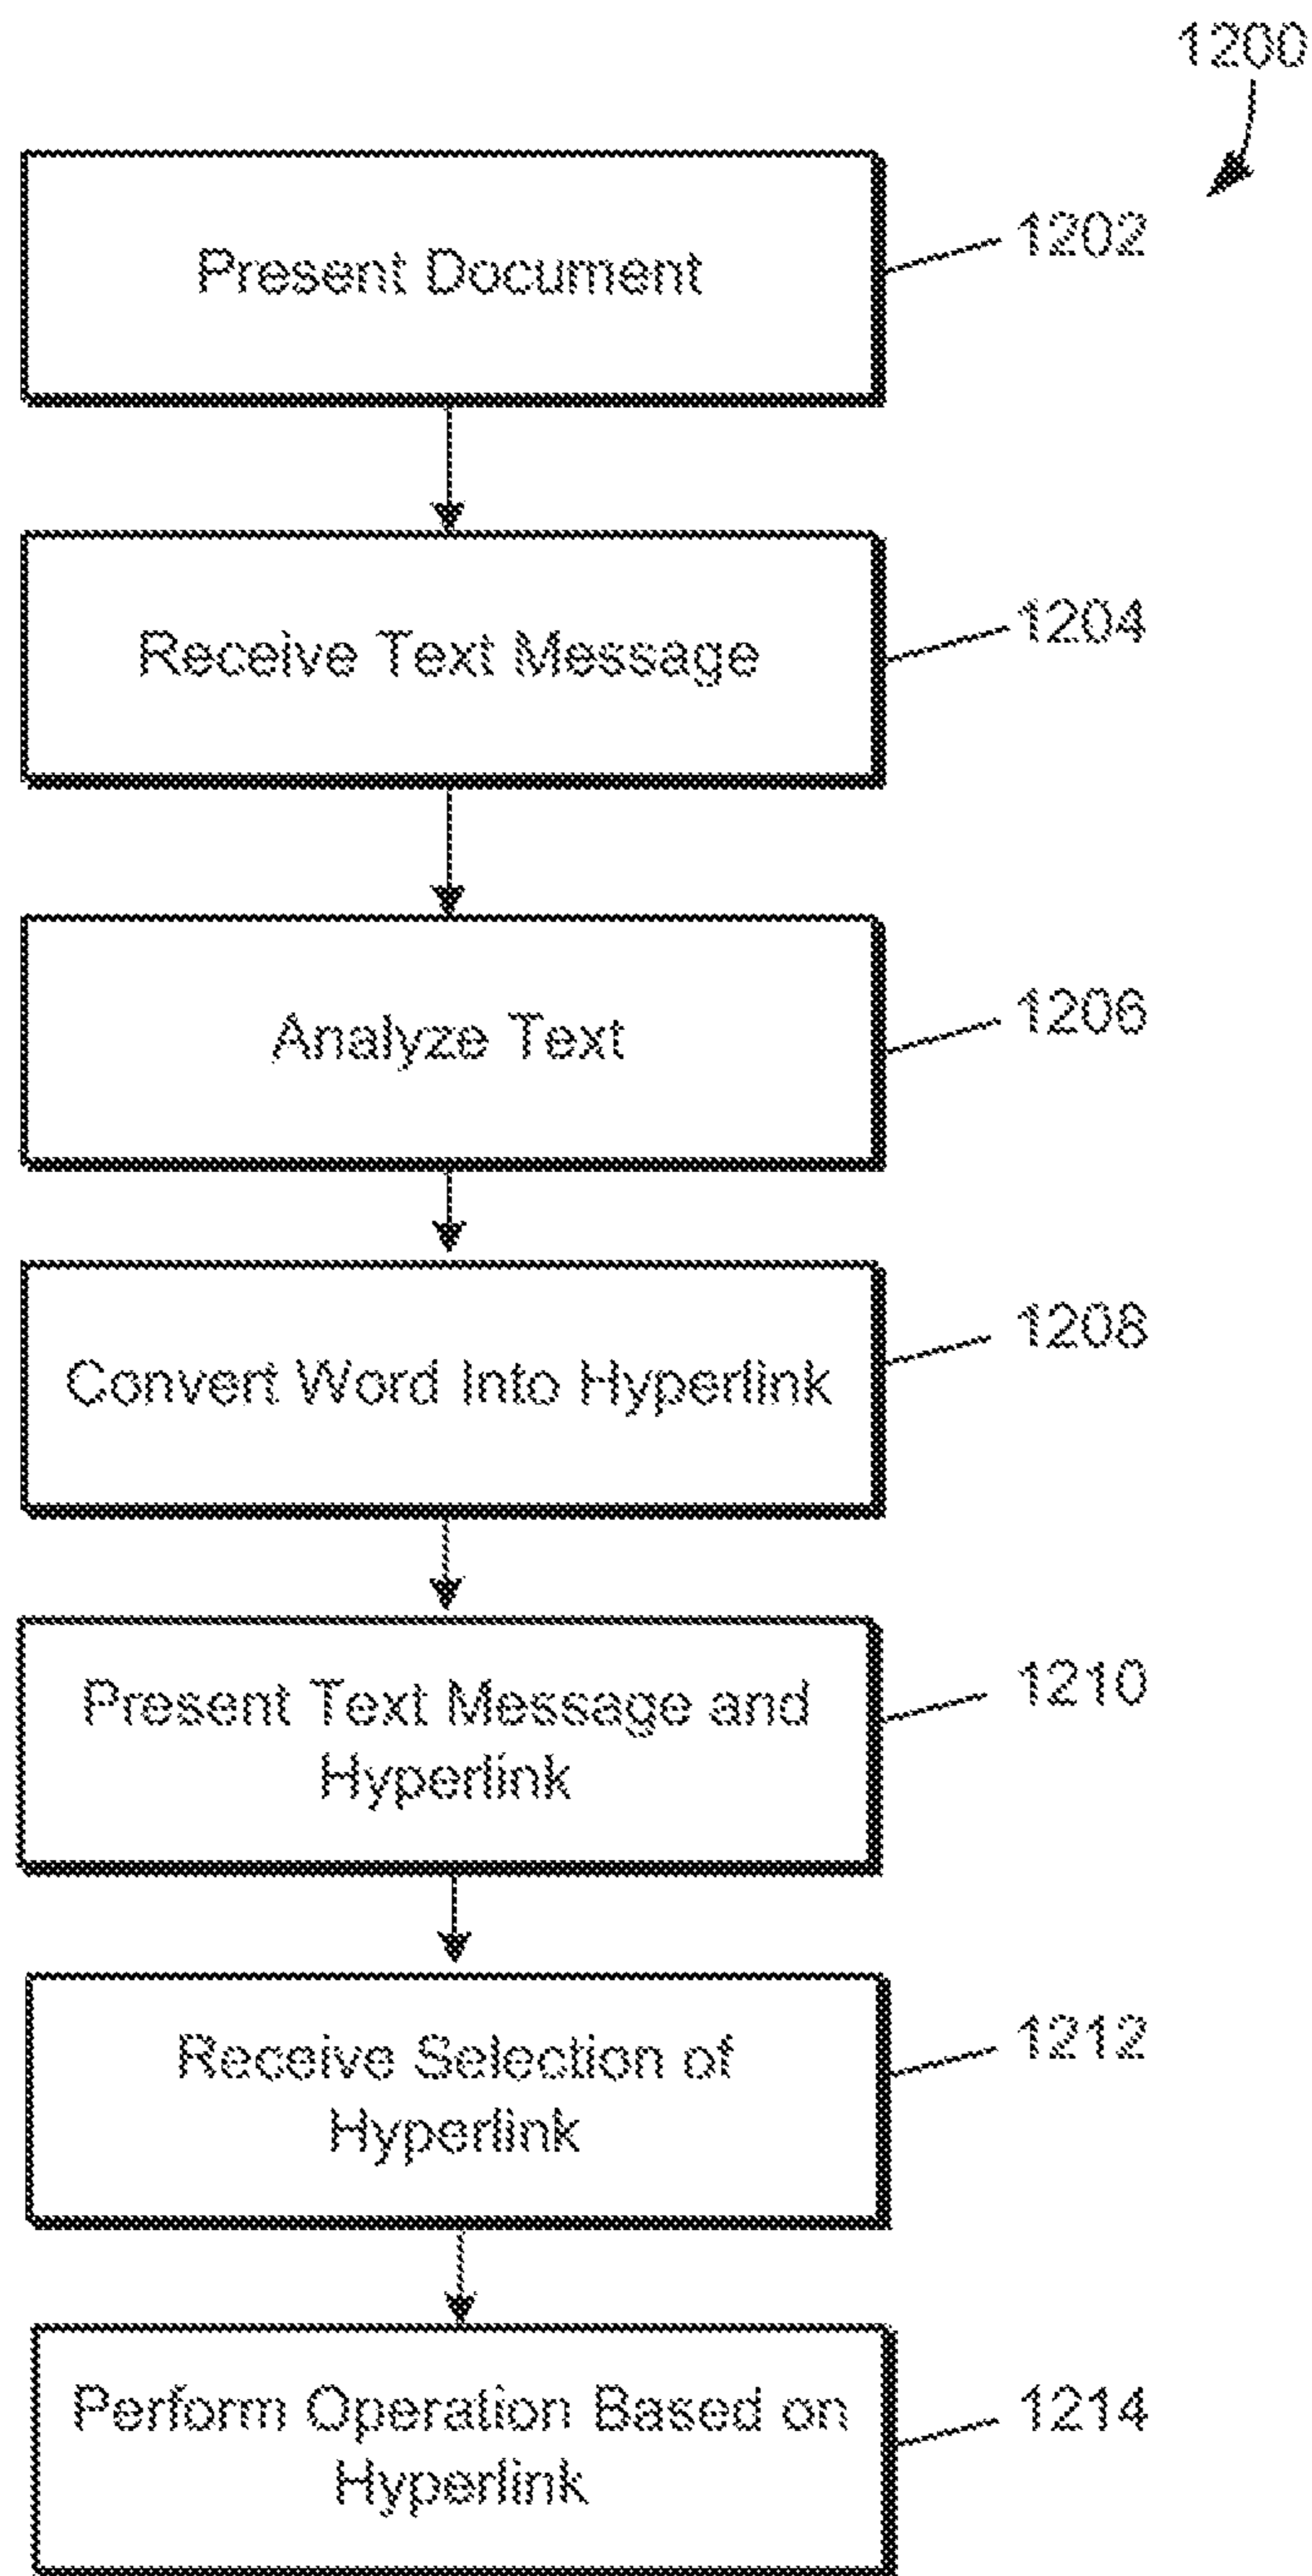 1200
Present Document
1202
Receive Text Message
1204
Analyze Text
1206
Convert Word Into Hyperlink
1208
Present Text Message and
Hyperlink
1210
Receive Selection of
Hyperlink
1212
Perform Operation Based on
Hyperlink
1214